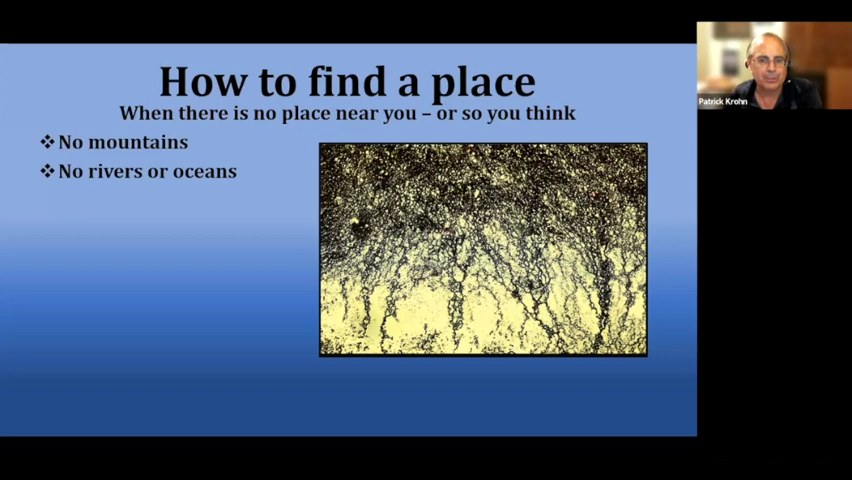 How to find a place
When there is no place near you – or so you think
❖No mountains
❖No rivers or oceans
Patrick Krohn